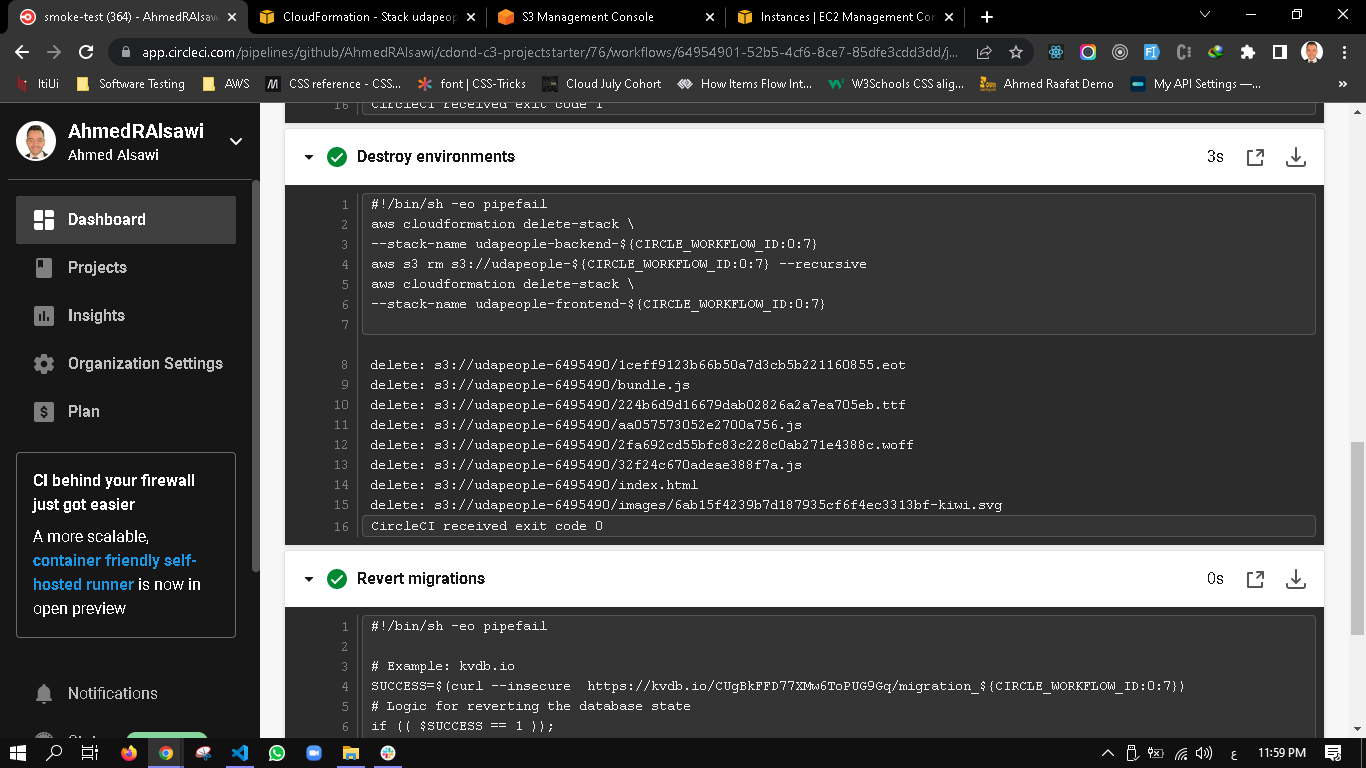 smoke-test (364) - AhmedRAlsaw
CloudFormation - Stack udapeop
S3 Management Console
Instances | EC2 Management Con
app.circleci.com/pipelines/github/AhmedRAlsawi/cdond-c3-projectstarter/76/workflows/64954901-52b5-4cf6-8ce7-85dfe3cdd3dd/j...
ItiUi
Software Testing
AWS
CSS reference - CSS...
font | CSS-Tricks
Cloud July Cohort
How Items Flow Int...
W3Schools CSS alig...
Ahmed Raafat Demo
My API Settings —...
»
AhmedRAlsawi
Ahmed Alsawi
Dashboard
Projects
Insights
Organization Settings
Plan
CI behind your firewall
just got easier
A more scalable,
container friendly self-
hosted runner is now in
open preview
Notifications
16 CircleCI received exit code 1
Destroy environments
3s
1 #!/bin/sh -eo pipefail
2 aws cloudformation delete-stack \
3 --stack-name udapeople-backend-${CIRCLE_WORKFLOW_ID:0:7}
4 aws s3 rm s3://udapeople-${CIRCLE_WORKFLOW_ID:0:7} --recursive
5 aws cloudformation delete-stack \
6 --stack-name udapeople-frontend-${CIRCLE_WORKFLOW_ID:0:7}
7
8 delete: s3://udapeople-6495490/1ceff9123b66b50a7d3cb5b221160855.eot
9 delete: s3://udapeople-6495490/bundle.js
10 delete: s3://udapeople-6495490/224b6d9d16679dab02826a2a7ea705eb.ttf
11 delete: s3://udapeople-6495490/aa057573052e2700a756.js
12 delete: s3://udapeople-6495490/2fa692cd55bfc83c228c0ab271e4388c.woff
13 delete: s3://udapeople-6495490/32f24c670adeae388f7a.js
14 delete: s3://udapeople-6495490/index.html
15 delete: s3://udapeople-6495490/images/6ab15f4239b7d187935cf6f4ec3313bf-kiwi.svg
16 CircleCI received exit code 0
Revert migrations
0s
1 #!/bin/sh -eo pipefail
2
3 # Example: kvdb.io
4 SUCCESS=$(curl --insecure  https://kvdb.io/CUgBkFFD77XMw6ToPUG9Gq/migration_${CIRCLE_WORKFLOW_ID:0:7})
5 # Logic for reverting the database state
6 if (( $SUCCESS == 1 ));
ع
11:59 PM